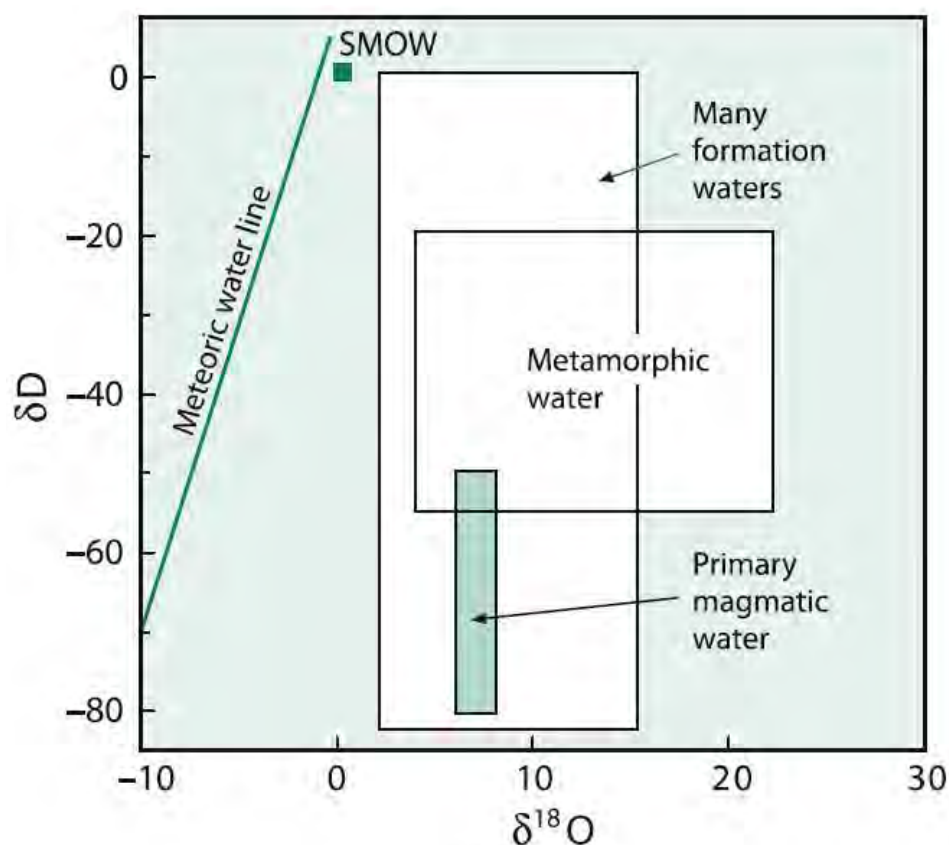 SMOW
0
Many
formation
waters
Meteoric water line
−20
Metamorphic
water
−40
δD
−60
Primary
magmatic
water
−80
−10
0
10
20
30
δ¹⁸O